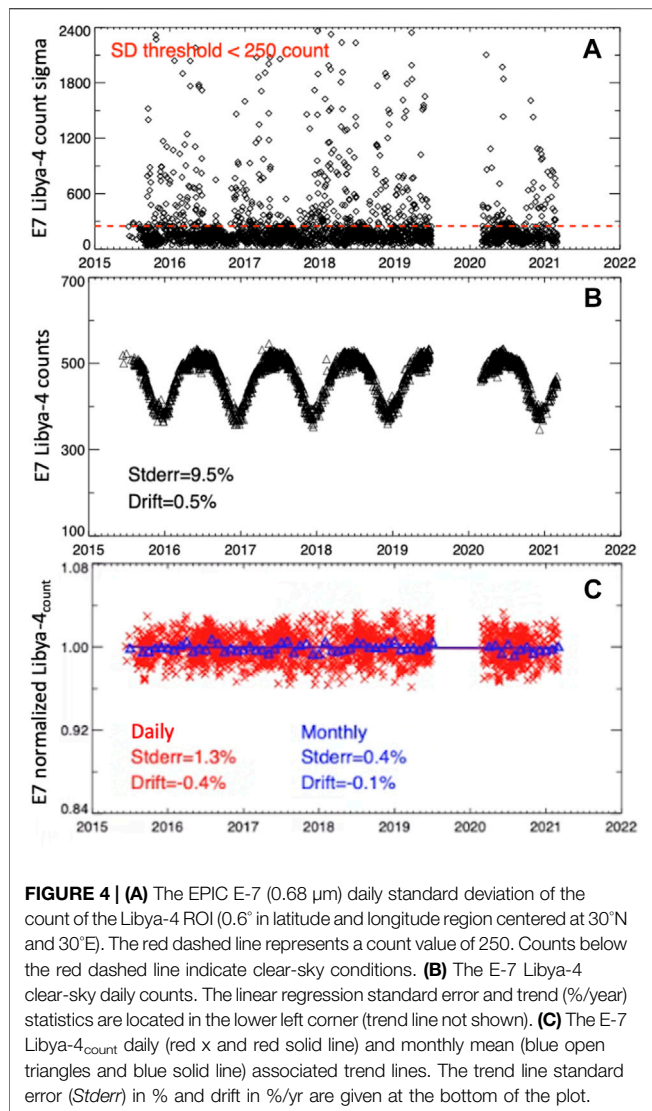 2400
SD threshold < 250 count
A
1800
1200
600
0
E7 Libya-4 count sigma
2015 2016 2017 2018 2019 2020 2021 2022
700
B
500
300
100
E7 Libya-4 counts
Stderr=9.5%
Drift=0.5%
2015 2016 2017 2018 2019 2020 2021 2022
1.08
C
1.00
0.92
0.84
E7 normalized Libya-4count
Daily
Stderr=1.3%
Drift=-0.4%
Monthly
Stderr=0.4%
Drift=-0.1%
2015 2016 2017 2018 2019 2020 2021 2022
FIGURE 4 | (A) The EPIC E-7 (0.68 μm) daily standard deviation of the
count of the Libya-4 ROI (0.6° in latitude and longitude region centered at 30°N
and 30°E). The red dashed line represents a count value of 250. Counts below
the red dashed line indicate clear-sky conditions. (B) The E-7 Libya-4
clear-sky daily counts. The linear regression standard error and trend (%/year)
statistics are located in the lower left corner (trend line not shown). (C) The E-7
Libya-4count daily (red x and red solid line) and monthly mean (blue open
triangles and blue solid line) associated trend lines. The trend line standard
error (Stderr) in % and drift in %/yr are given at the bottom of the plot.